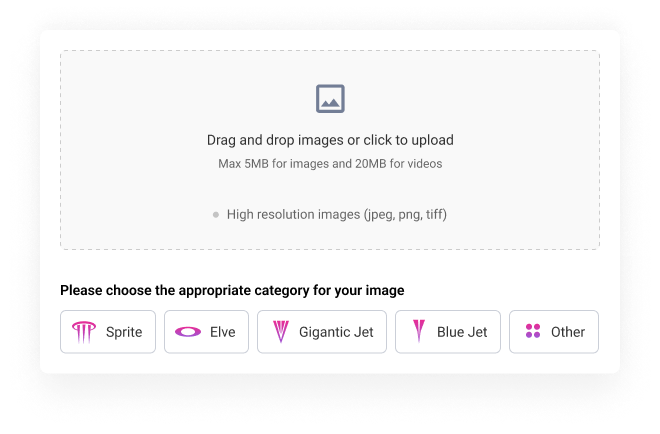 Drag and drop images or click to upload
Max 5MB for images and 20MB for videos
High resolution images (jpeg, png, tiff)
Please choose the appropriate category for your image
Sprite Elve Gigantic Jet Blue Jet Other